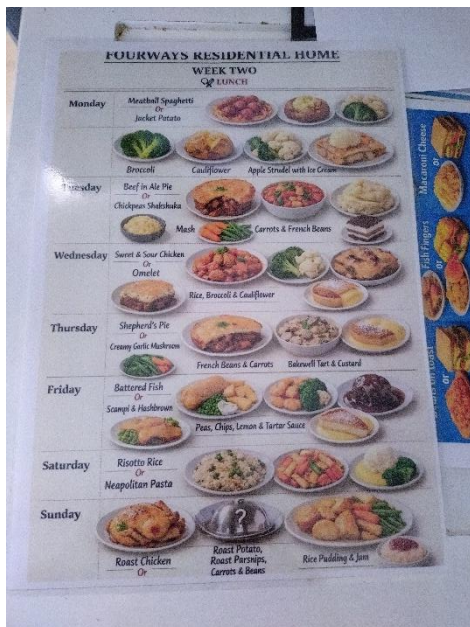 FOURWAYS RESIDENTIAL HOME
WEEK TWO
LUNCH
Monday
Meatball Spaghetti
Or
Jacket Potato
Broccoli
Cauliflower
Apple Strudel with Ice Cream
Tuesday
Beef in Ale Pie
Or
Chickpeas Shakshuka
Mash
Carrots & French Beans
Wednesday
Sweet & Sour Chicken
Or
Omelet
Rice, Broccoli & Cauliflower
Thursday
Shepherd's Pie
Or
Creamy Garlic Mushroom
French Beans & Carrots
Bakewell Tart & Custard
Friday
Battered Fish
Or
Scampi & Hashbrown
Peas, Chips, Lemon & Tartar Sauce
Saturday
Risotto Rice
Or
Neapolitan Pasta
Sunday
Roast Chicken
Or
?
Roast Potato,
Roast Parsnips,
Carrots & Beans
Rice Pudding & Jam
Macaroni Cheese
or
Fish Fingers
or
Toast
or